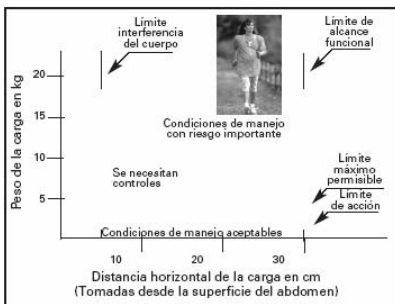 Límite
interferencia
del cuerpo
Límite de
alcance
funcional
Peso de la carga en kg
20
15
10
5
Condiciones de manejo
con riesgo importante
Se necesitan
controles
Límite
máximo
permisible
Límite
de acción
Condiciones de manejo aceptables
10 20 30
Distancia horizontal de la carga en cm
(Tomadas desde la superficie del abdomen)